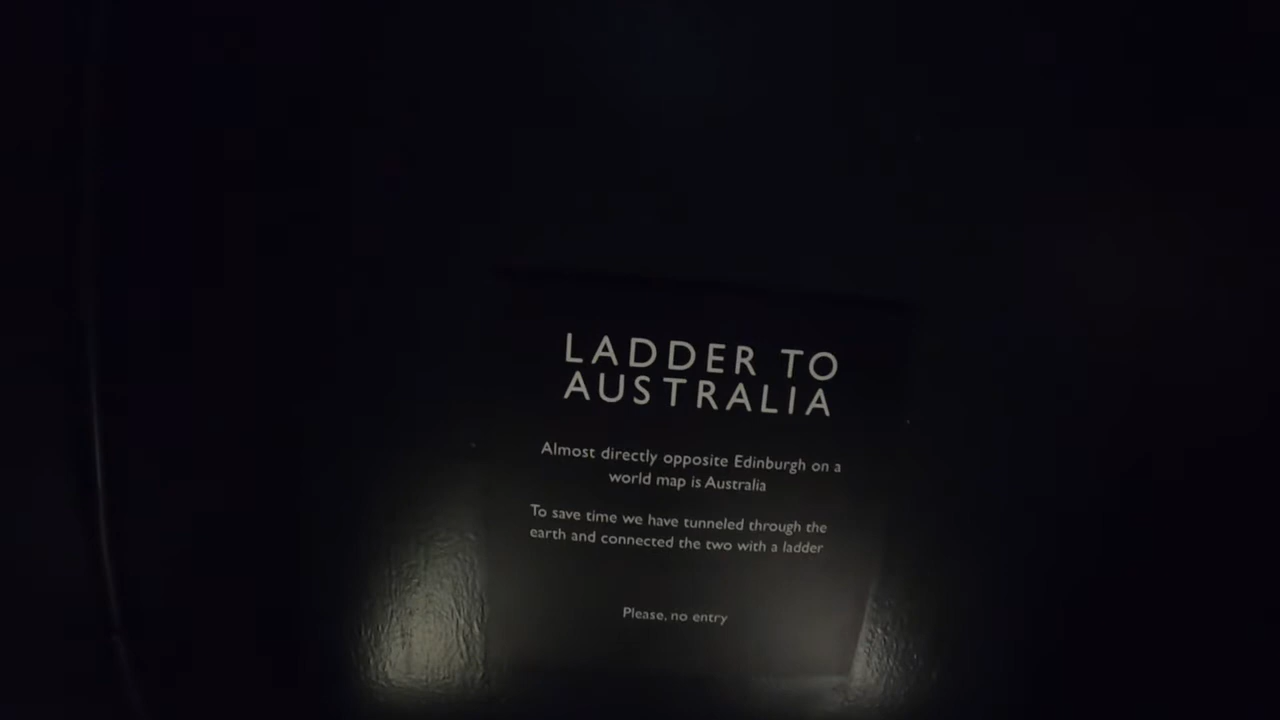 LADDER TO
AUSTRALIA
Almost directly opposite Edinburgh on a
world map is Australia
To save time we have tunneled through the
earth and connected the two with a ladder
Please, no entry